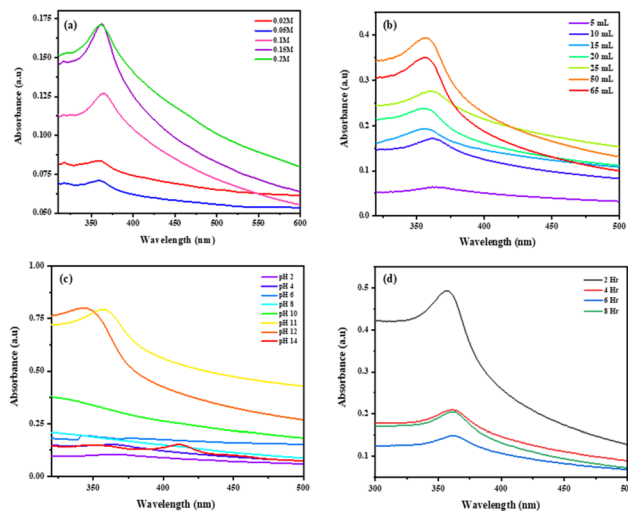 (a)
0.02M
0.05M
0.1M
0.15M
0.2M
0.175
0.150
0.125
0.100
0.075
0.050
Absorbance (a.u)
350
400
450
500
550
600
Wavelength (nm)
(b)
5 mL
10 mL
15 mL
20 mL
25 mL
50 mL
65 mL
0.4
0.3
0.2
0.1
0.0
Absorbance (a.u)
350
400
450
500
Wavelength (nm)
(c)
pH 2
pH 4
pH 6
pH 8
pH 10
pH 11
pH 12
pH 14
1.00
0.75
0.50
0.25
0.00
Absorbance (a.u)
350
400
450
500
Wavelength (nm)
(d)
2 Hr
4 Hr
6 Hr
8 Hr
0.5
0.4
0.3
0.2
0.1
Absorbance (a.u)
300
350
400
450
500
Wavelength (nm)